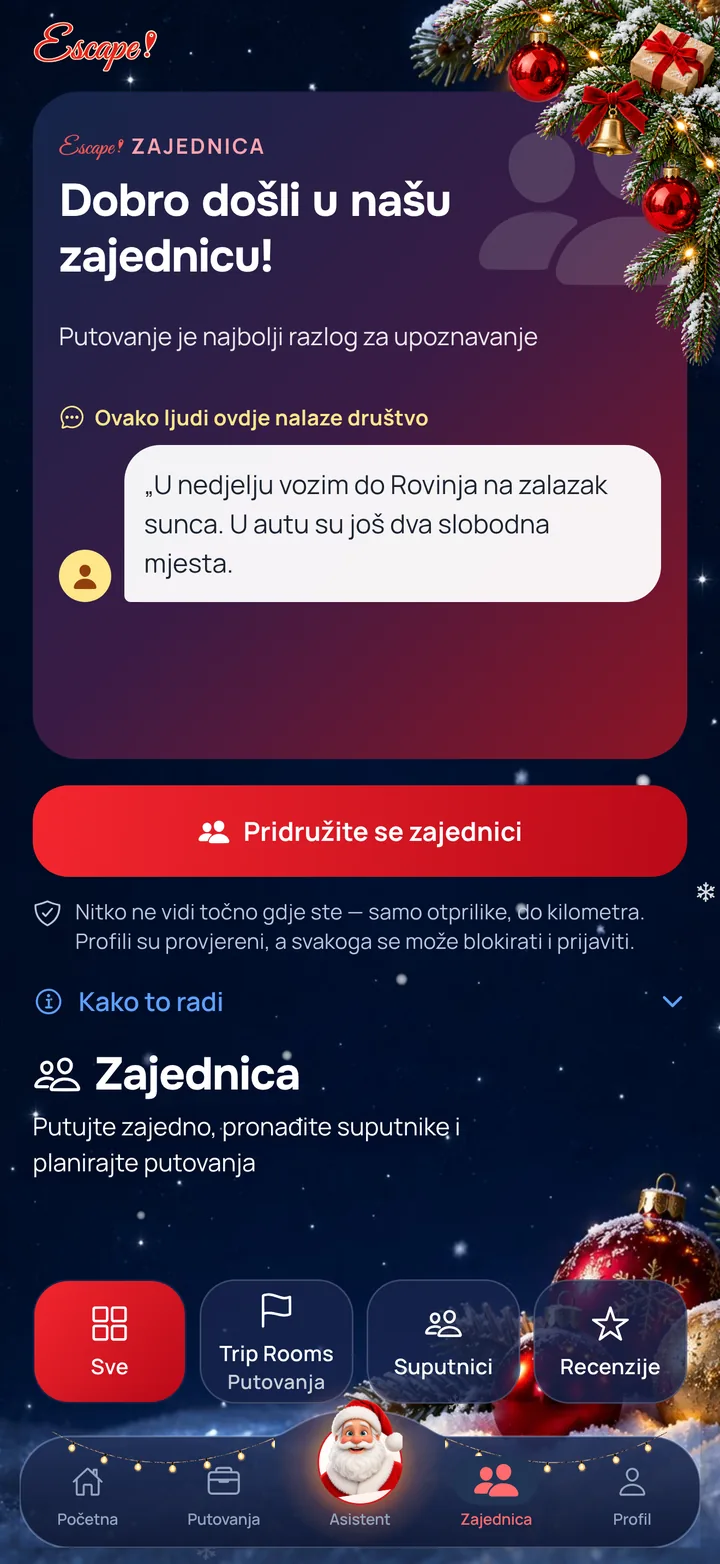 Escape!
Escape! ZAJEDNICA
Dobro došli u našu
zajednicu!
Putovanje je najbolji razlog za upoznavanje
Ovako ljudi ovdje nalaze društvo
„U nedjelju vozim do Rovinja na zalazak
sunca. U autu su još dva slobodna
mjesta.
Pridružite se zajednici
Nitko ne vidi točno gdje ste — samo otprilike, do kilometra.
Profili su provjereni, a svakoga se može blokirati i prijaviti.
Kako to radi
Zajednica
Putujte zajedno, pronađite suputnike i
planirajte putovanja
Sve
Trip Rooms
Putovanja
Suputnici
Recenzije
Početna
Putovanja
Asistent
Zajednica
Profil